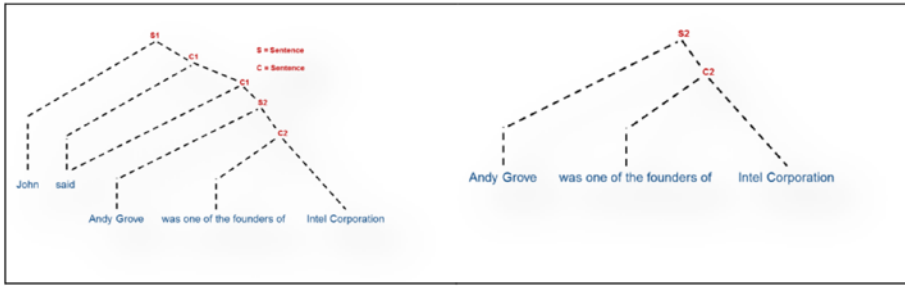 S1
S = Sentence
C1
C = Sentence
C1
S2
C2
John said
Andy Grove was one of the founders of Intel Corporation
S2
C2
Andy Grove was one of the founders of Intel Corporation